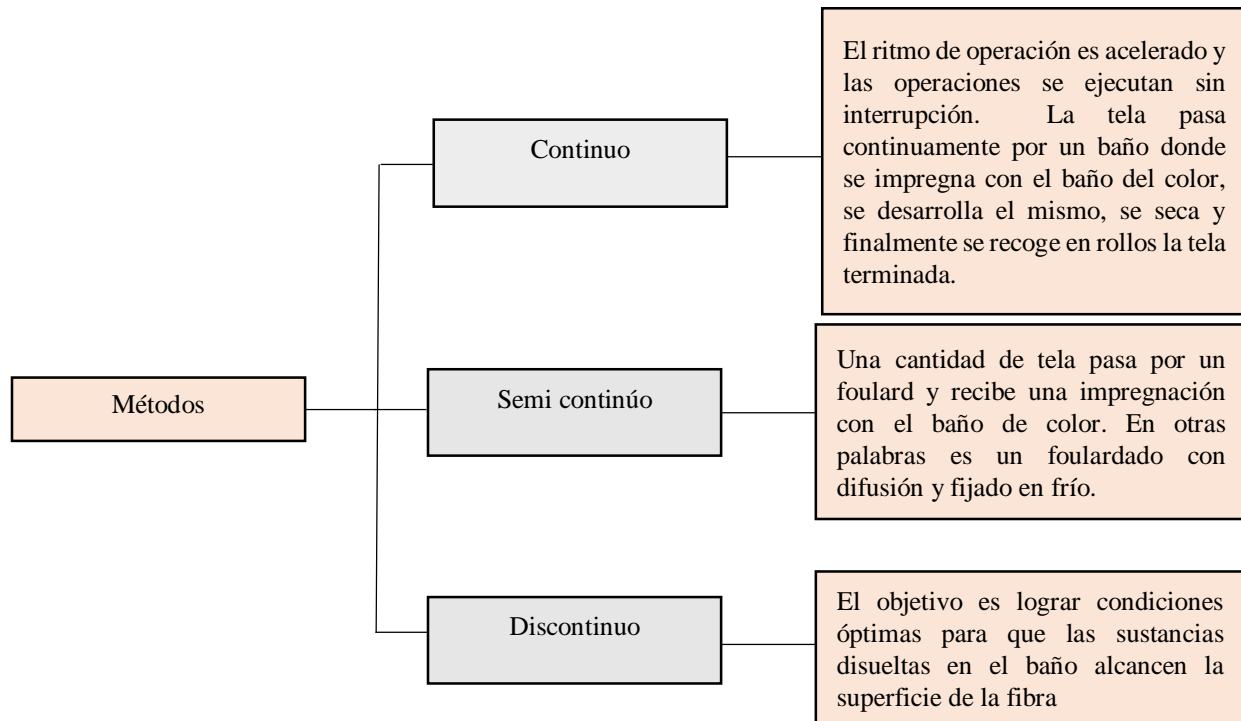 Métodos
Continuo
El ritmo de operación es acelerado y
las operaciones se ejecutan sin
interrupción. La tela pasa
continuamente por un baño donde
se impregna con el baño del color,
se desarrolla el mismo, se seca y
finalmente se recoge en rollos la tela
terminada.
Semi continúo
Una cantidad de tela pasa por un
foulard y recibe una impregnación
con el baño de color. En otras
palabras es un foulardado con
difusión y fijado en frío.
Discontinuo
El objetivo es lograr condiciones
óptimas para que las sustancias
disueltas en el baño alcancen la
superficie de la fibra